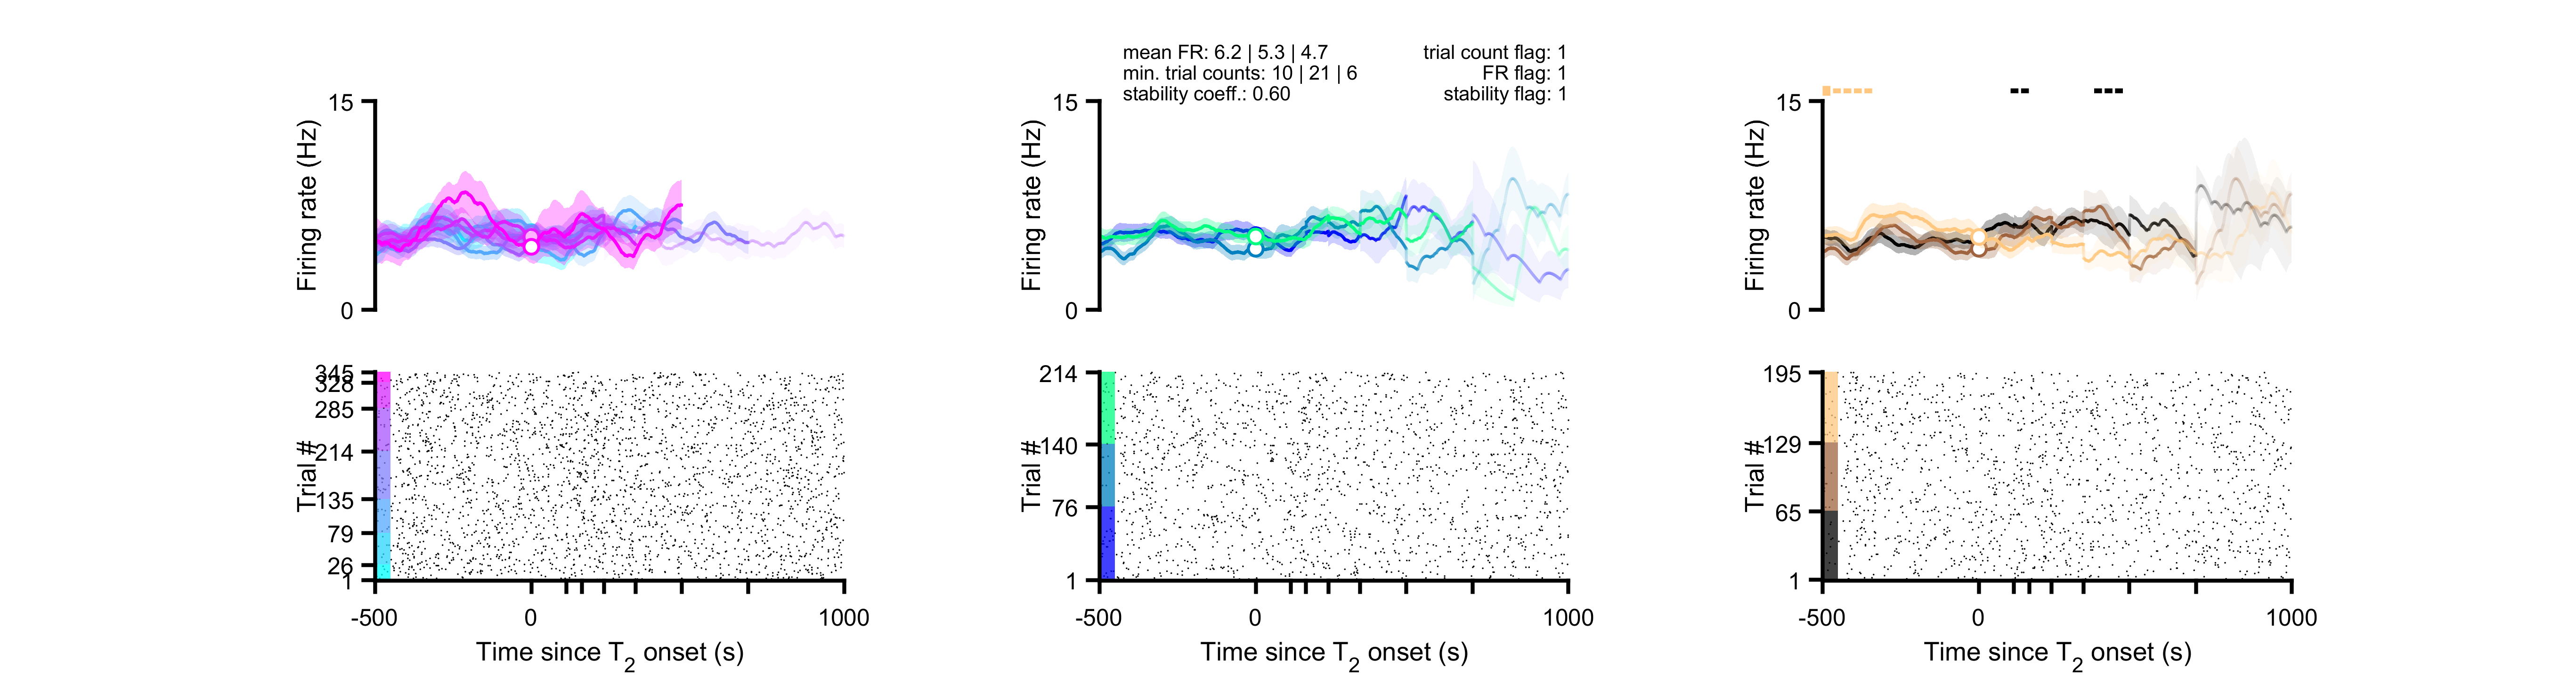 mean FR: 6.2 | 5.3 | 4.7
min. trial counts: 10 | 21 | 6
stability coeff.: 0.60
trial count flag: 1
FR flag: 1
stability flag: 1
15
Firing rate (Hz)
0
15
Firing rate (Hz)
0
15
Firing rate (Hz)
0
345
328
285
214
135
79
26
1
Trial #
-500
0
1000
Time since T2 onset (s)
214
140
76
1
Trial #
-500
0
1000
Time since T2 onset (s)
195
129
65
1
Trial #
-500
0
1000
Time since T2 onset (s)